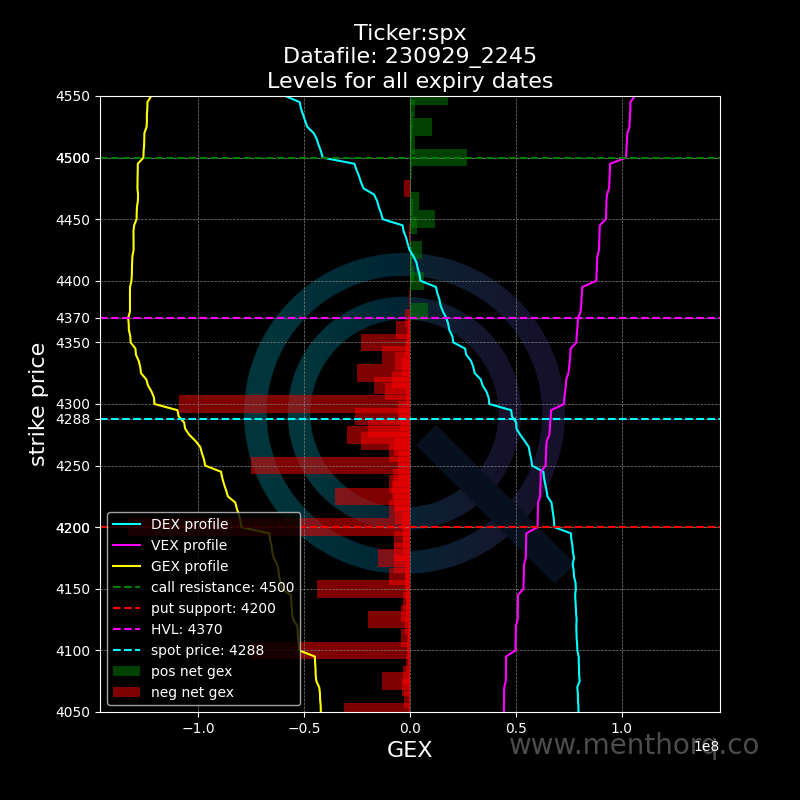 Ticker:spx
Datafile: 230929_2245
Levels for all expiry dates
4550
4500
4450
4400
4370
4350
4300
4288
4250
4200
4150
4100
4050
strike price
DEX profile
VEX profile
GEX profile
call resistance: 4500
put support: 4200
HVL: 4370
spot price: 4288
pos net gex
neg net gex
−1.0 −0.5 0.0 0.5 1.0
1e8
GEX
www.menthorq.co